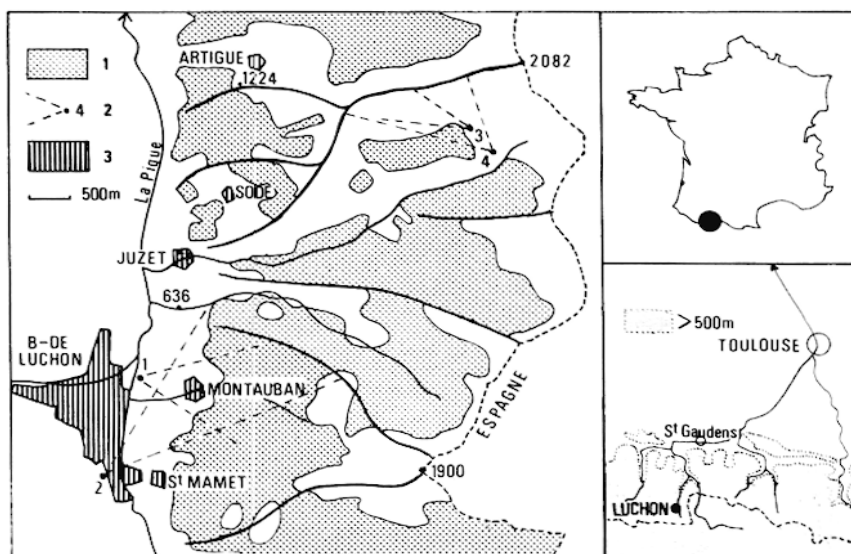 ARTIGUE
1224
2082
1
4 2
3
500m
La Pique
3
4
SODE
JUZET
636
B-DE
LUCHON
1
MONTAUBAN
ESPAGNE
1900
2
St MAMET
>500m
TOULOUSE
St Gaudens
LUCHON